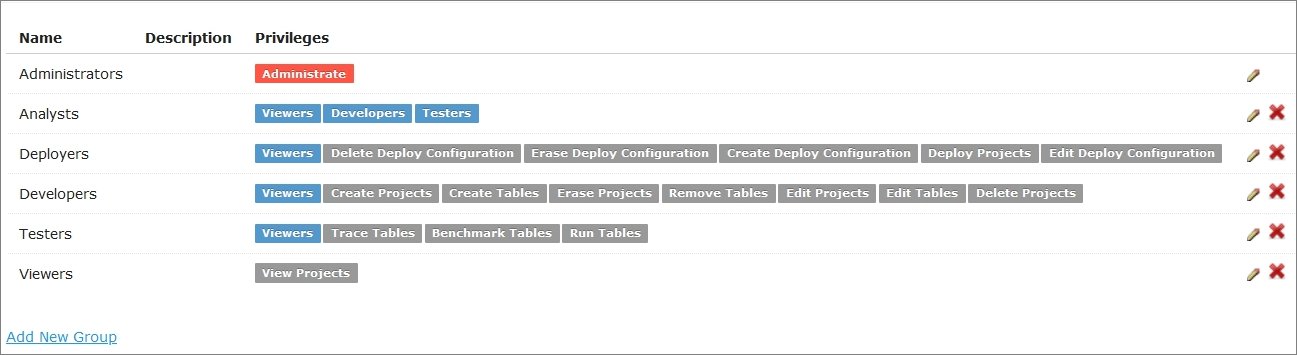 Name Description Privileges
Administrators Administrate
Analysts Viewers Developers Testers
Deployers Viewers Delete Deploy Configuration Erase Deploy Configuration Create Deploy Configuration Deploy Projects Edit Deploy Configuration
Developers Viewers Create Projects Create Tables Erase Projects Remove Tables Edit Projects Edit Tables Delete Projects
Testers Viewers Trace Tables Benchmark Tables Run Tables
Viewers View Projects
Add New Group